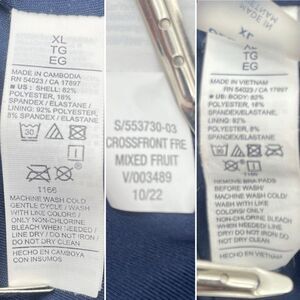 XL
TG
EG
MADE IN CAMBODIA
RN 54023 / CA 17897
■ US : SHELL: 82%
POLYESTER, 18%
SPANDEX/ELASTANE /
LINING: 92% POLYESTER,
8% SPANDEX/ELASTANE
30
1166
MACHINE WASH COLD
GENTLE CYCLE / WASH
WITH LIKE COLORS /
ONLY NON-CHLORINE
BLEACH WHEN NEEDED /
LINE DRY / DO NOT IRON /
DO NOT DRY CLEAN
HECHO EN CAMBOYA
CON INSUMOS
S/553730-03
CROSSFRONT FRE
MIXED FRUIT
V/003489
10/22
XL
TG
EG
MADE IN VIETNAM
RN 54023 / CA 17897
■ US: BODY: 82%
POLYESTER, 18%
SPANDEX/ELASTANE/
LINING: 92%
POLYESTER, 8%
SPANDEX/ELASTANE
1166
REMOVE BRA PADS
BEFORE WASH/
MACHINE WASH COLD/
WASH WITH LIKE
COLORS/ ONLY
NON-CHLORINE BLEACH
WHEN NEEDED/ LINE
DRY/ DO NOT IRON/ DO
NOT DRY CLEAN
HECHO EN VIETNAM